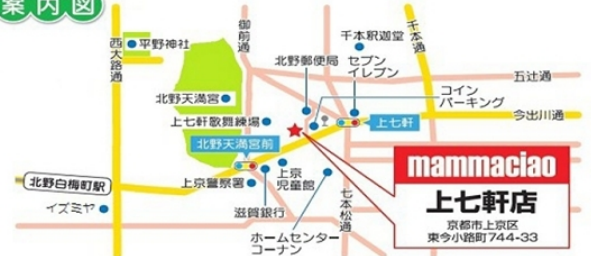 案内図
西大路通
平野神社
御前通
千本釈迦堂
千本通
北野郵便局
セブン
イレブン
五辻通
北野天満宮
コイン
パーキング
上七軒歌舞練場
上七軒
今出川通
北野天満宮前
mammaciao
上七軒店
京都市上京区
東今小路町744-33
北野白梅町駅
上京警察署
上京
児童館
イズミヤ
滋賀銀行
七本松通
ホームセンター
コーナン